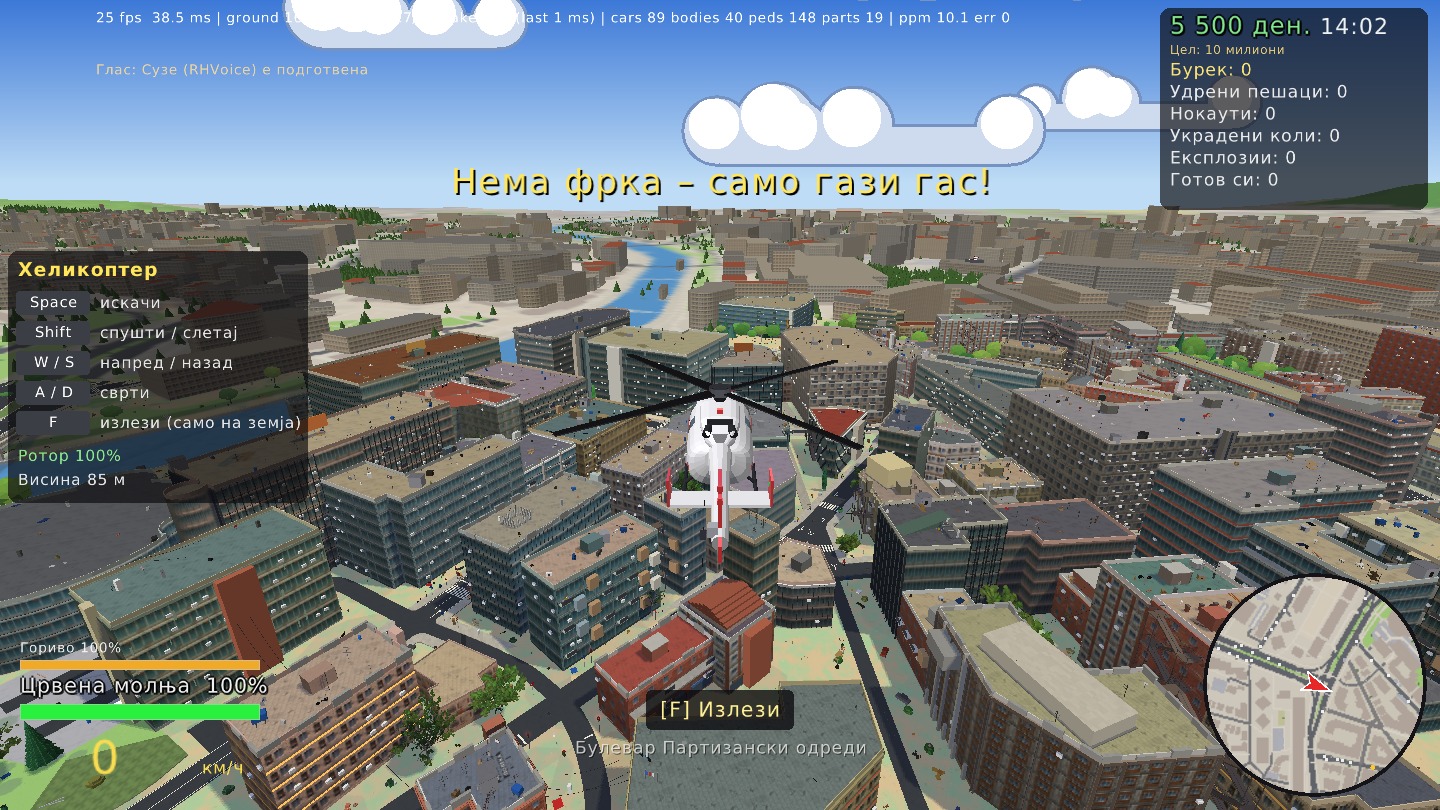 25 fps 38.5 ms | ground (last 1 ms) | cars 89 bodies 40 peds 148 parts 19 | ppm 10.1 err 0
Глас: Сузе (RHVoice) е подготвена
5 500 ден. 14:02
Цел: 10 милиони
Бурек: 0
Удрени пешаци: 0
Нокаути: 0
Украдени коли: 0
Експлозии: 0
Готов си: 0
Нема фрка – само гази гас!
Хеликоптер
Space искачи
Shift спушти / слетај
W / S напред / назад
A / D сврти
F излези (само на земја)
Ротор 100%
Висина 85 м
Гориво 100%
Црвена молња 100%
0 км/ч
[F] Излези
Булевар Партизански одреди